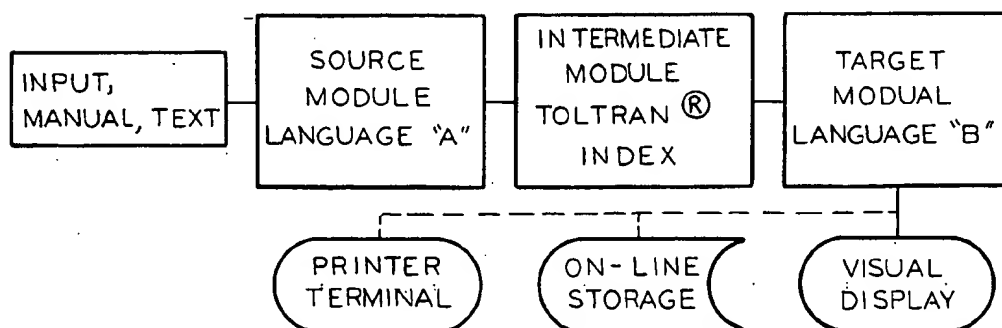 INPUT,
MANUAL, TEXT
SOURCE
MODULE
LANGUAGE "A"
INTERMEDIATE
MODULE
TOLTRAN ®
INDEX
TARGET
MODUAL
LANGUAGE "B"
PRINTER
TERMINAL
ON-LINE
STORAGE
VISUAL
DISPLAY